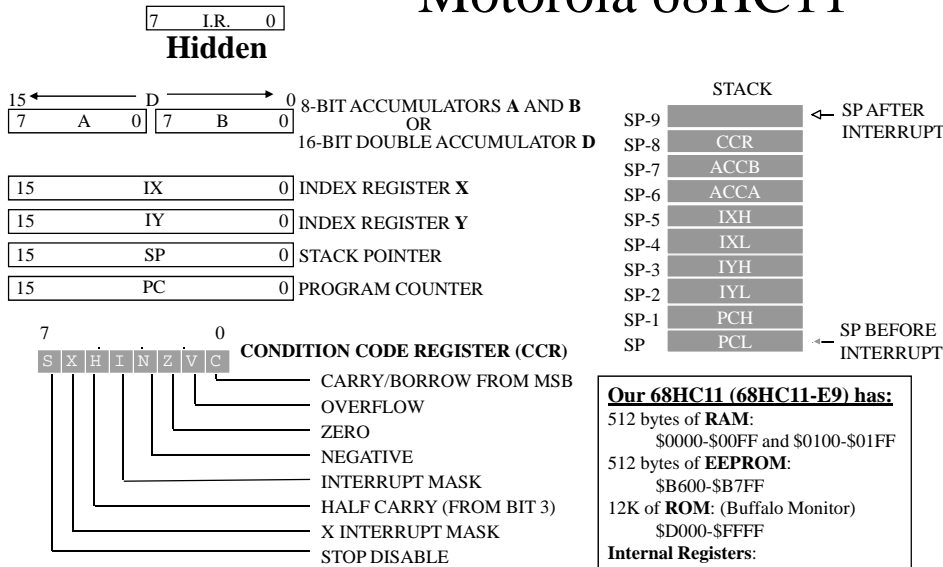 Motorola 68HC11
7 I.R. 0
Hidden
15 D 0
7 A 0 7 B 0
8-BIT ACCUMULATORS A AND B
OR
16-BIT DOUBLE ACCUMULATOR D
15 IX 0 INDEX REGISTER X
15 IY 0 INDEX REGISTER Y
15 SP 0 STACK POINTER
15 PC 0 PROGRAM COUNTER
7 0
S X H I N Z V C
CONDITION CODE REGISTER (CCR)
CARRY/BORROW FROM MSB
OVERFLOW
ZERO
NEGATIVE
INTERRUPT MASK
HALF CARRY (FROM BIT 3)
X INTERRUPT MASK
STOP DISABLE
STACK
SP-9
SP AFTER
INTERRUPT
SP-8 CCR
SP-7 ACCB
SP-6 ACCA
SP-5 IXH
SP-4 IXL
SP-3 IYH
SP-2 IYL
SP-1 PCH
SP PCL
SP BEFORE
INTERRUPT
Our 68HC11 (68HC11-E9) has:
512 bytes of RAM:
$0000-$00FF and $0100-$01FF
512 bytes of EEPROM:
$B600-$B7FF
12K of ROM: (Buffalo Monitor)
$D000-$FFFF
Internal Registers: